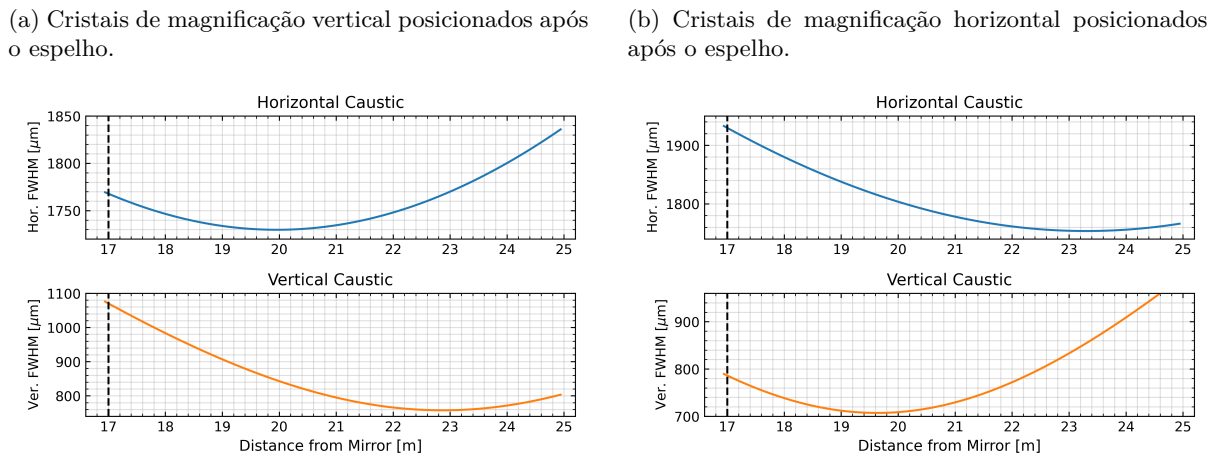 (a) Cristais de magnificação vertical posicionados após
o espelho.
(b) Cristais de magnificação horizontal posicionados
após o espelho.
Horizontal Caustic
Hor. FWHM [μm]
1850
1800
1750
17 18 19 20 21 22 23 24 25
Vertical Caustic
Ver. FWHM [μm]
1100
1000
900
800
17 18 19 20 21 22 23 24 25
Distance from Mirror [m]
Horizontal Caustic
Hor. FWHM [μm]
1900
1800
17 18 19 20 21 22 23 24 25
Vertical Caustic
Ver. FWHM [μm]
900
800
700
17 18 19 20 21 22 23 24 25
Distance from Mirror [m]